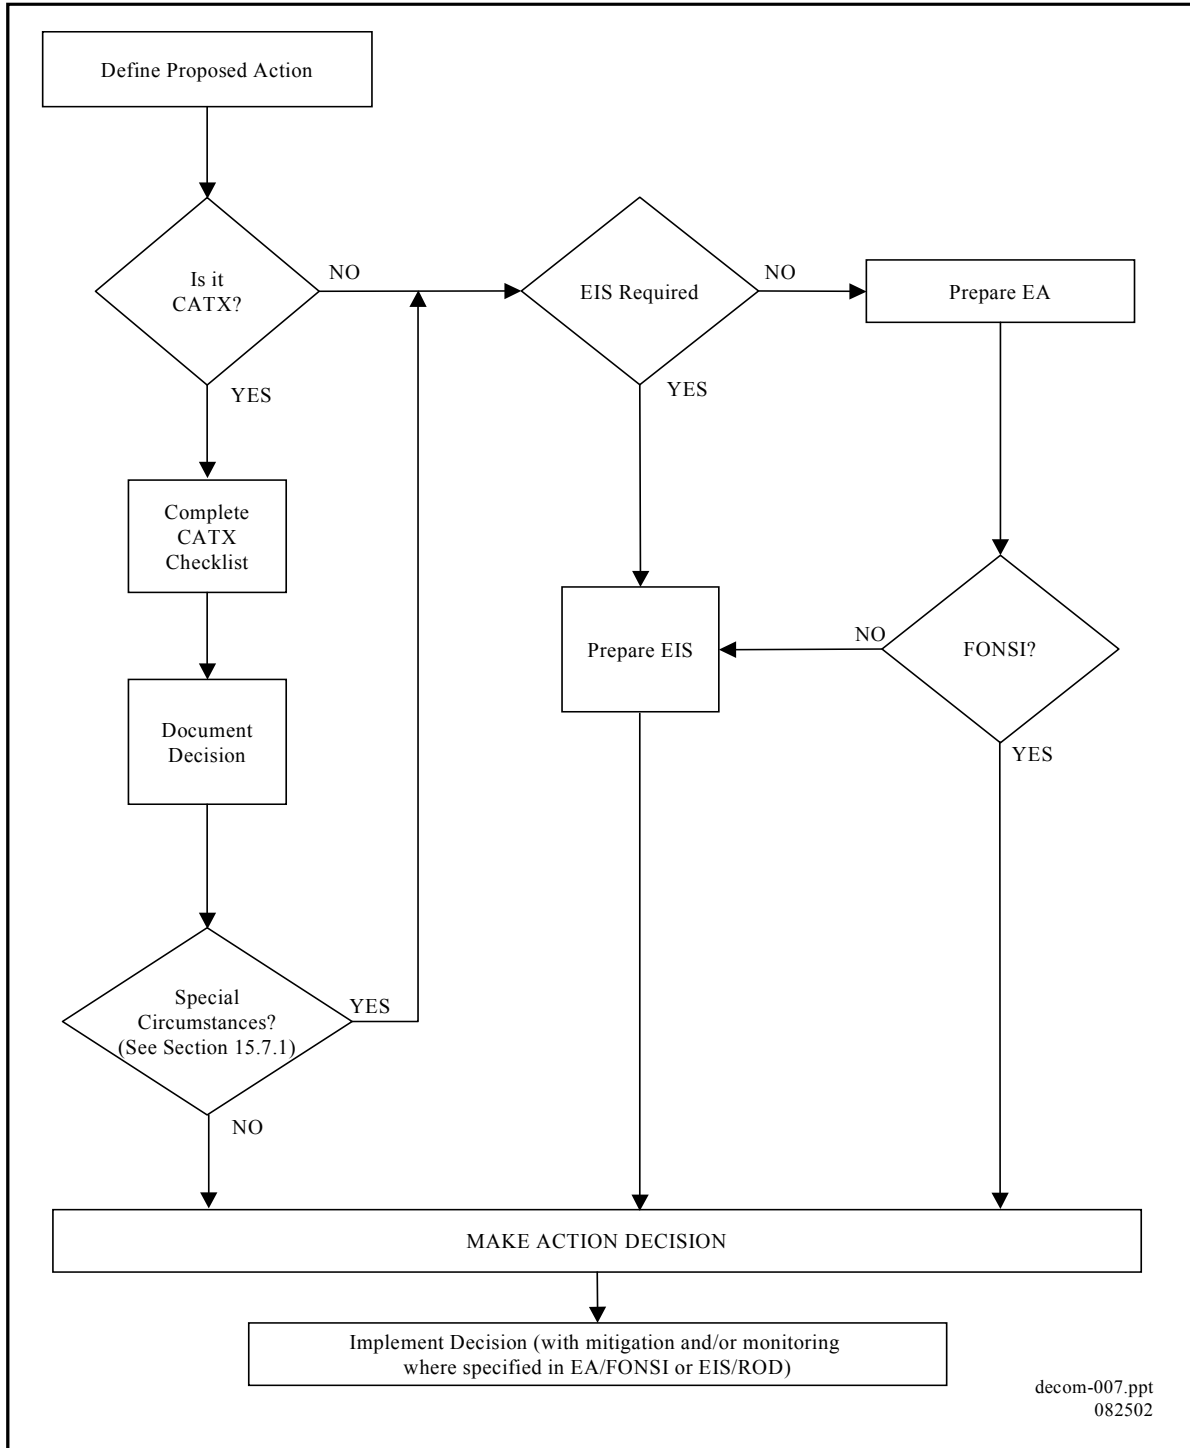 Define Proposed Action
Is it
CATX?
NO
EIS Required
NO
Prepare EA
YES
YES
Complete
CATX
Checklist
Prepare EIS
NO
FONSI?
Document
Decision
YES
Special
Circumstances?
(See Section 15.7.1)
YES
NO
MAKE ACTION DECISION
Implement Decision (with mitigation and/or monitoring
where specified in EA/FONSI or EIS/ROD)
decom-007.ppt
082502